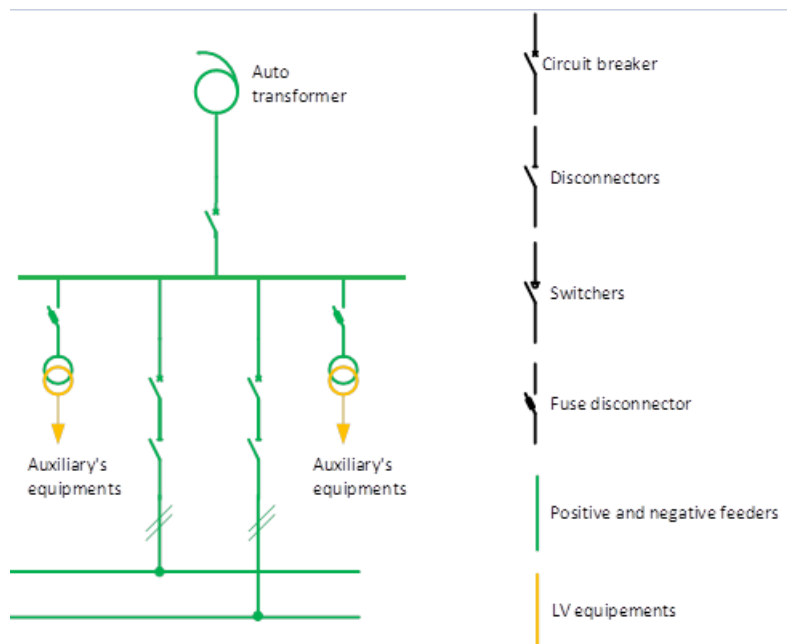 Auto
transformer
Auxiliary's
equipments
Auxiliary's
equipments
Circuit breaker
Disconnectors
Switchers
Fuse disconnector
Positive and negative feeders
LV equipements